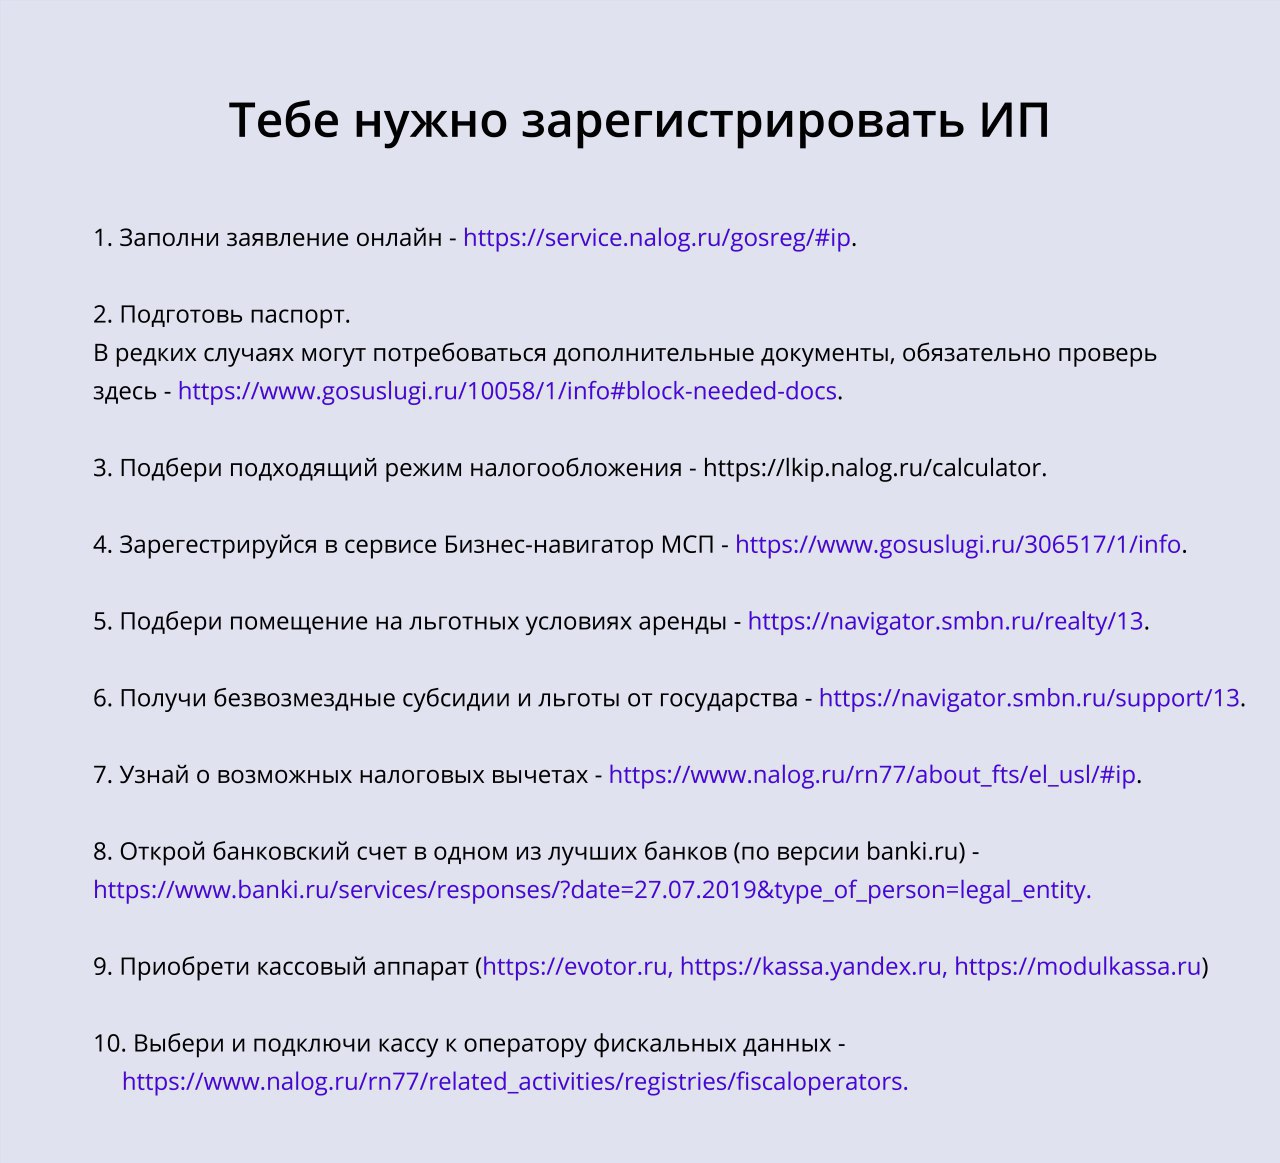 Тебе нужно зарегистрировать ИП
1. Заполни заявление онлайн - https://service.nalog.ru/gosreg/#ip.
2. Подготовь паспорт.
В редких случаях могут потребоваться дополнительные документы, обязательно проверь
здесь - https://www.gosuslugi.ru/10058/1/info#block-needed-docs.
3. Подбери подходящий режим налогообложения - https://lkip.nalog.ru/calculator.
4. Зарегестрируйся в сервисе Бизнес-навигатор МСП - https://www.gosuslugi.ru/306517/1/info.
5. Подбери помещение на льготных условиях аренды - https://navigator.smbn.ru/realty/13.
6. Получи безвозмездные субсидии и льготы от государства - https://navigator.smbn.ru/support/13.
7. Узнай о возможных налоговых вычетах - https://www.nalog.ru/rn77/about_fts/el_usl/#ip.
8. Открой банковский счет в одном из лучших банков (по версии banki.ru) -
https://www.banki.ru/services/responses/?date=27.07.2019&type_of_person=legal_entity.
9. Приобрети кассовый аппарат (https://evotor.ru, https://kassa.yandex.ru, https://modulkassa.ru)
10. Выбери и подключи кассу к оператору фискальных данных -
https://www.nalog.ru/rn77/related_activities/registries/fiscaloperators.